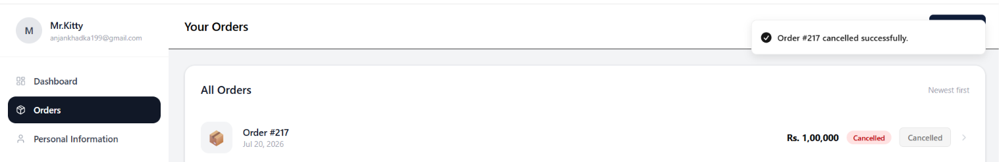 M
Mr.Kitty
anjankhadka199@gmail.com
Dashboard
Orders
Personal Information
Your Orders
Order #217 cancelled successfully.
All Orders
Newest first
Order #217
Jul 20, 2026
Rs. 1,00,000
Cancelled
Cancelled